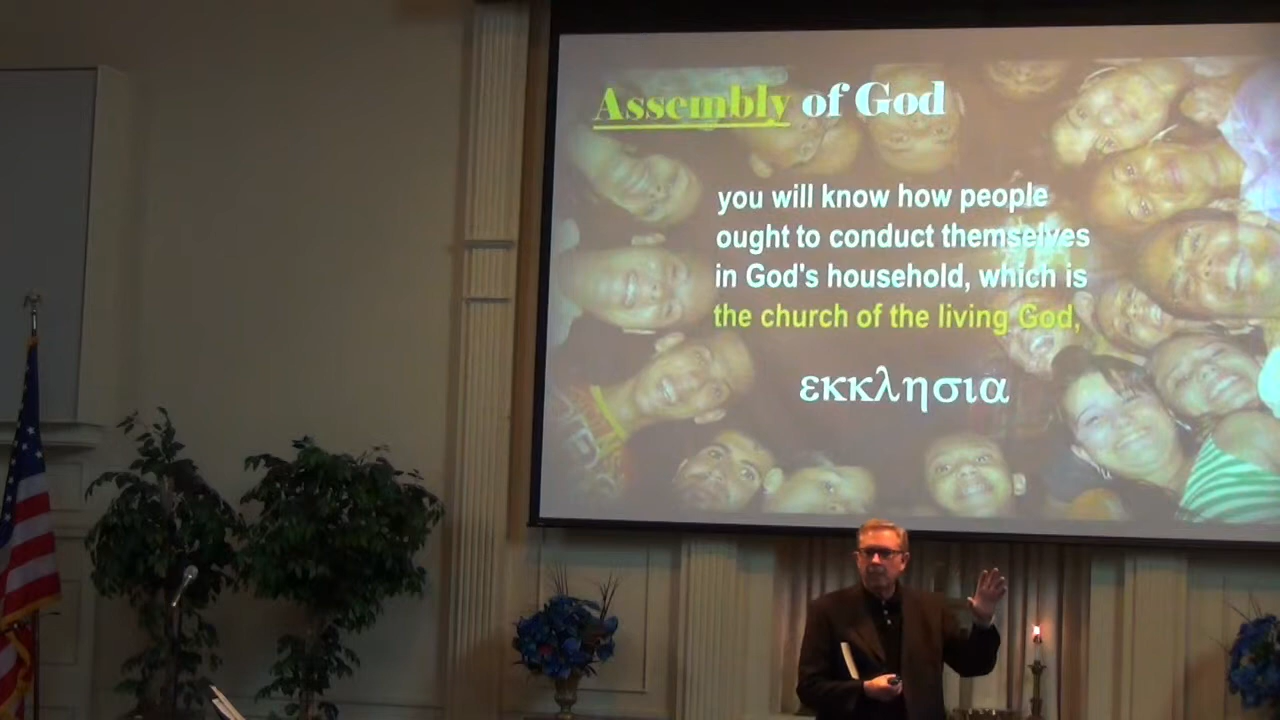 Assembly of God
you will know how people
ought to conduct themselves
in God's household, which is
the church of the living God,
εκκλησια